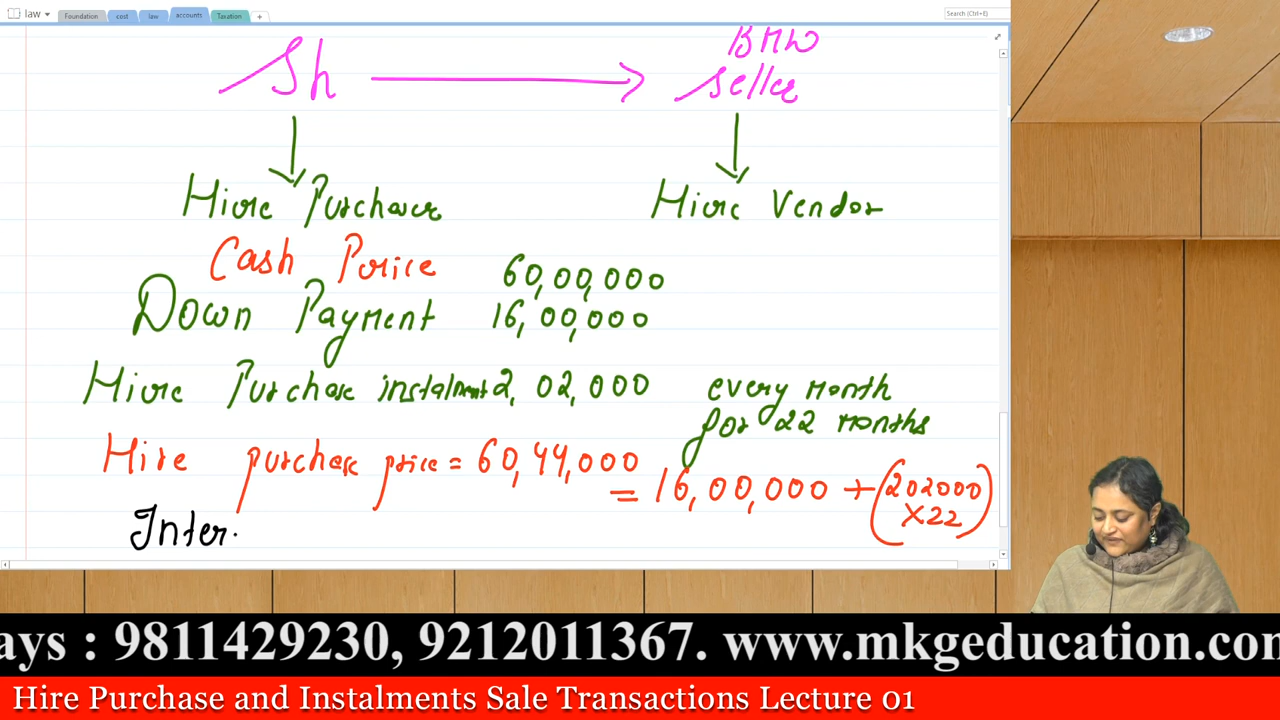 law
Foundation cost law accounts Taxation +
Search (Ctrl+E)
BMW
Sh seller
Hire Purchaser Hire Vendor
Cash Price 60,00,000
Down Payment 16,00,000
Hire Purchase instalment 2,02,000 every month
for 22 months
Hire purchase price = 60,44,000
= 16,00,000 + (202000
×22)
Inter
ays : 9811429230, 9212011367. www.mkgeducation.com
Hire Purchase and Instalments Sale Transactions Lecture 01